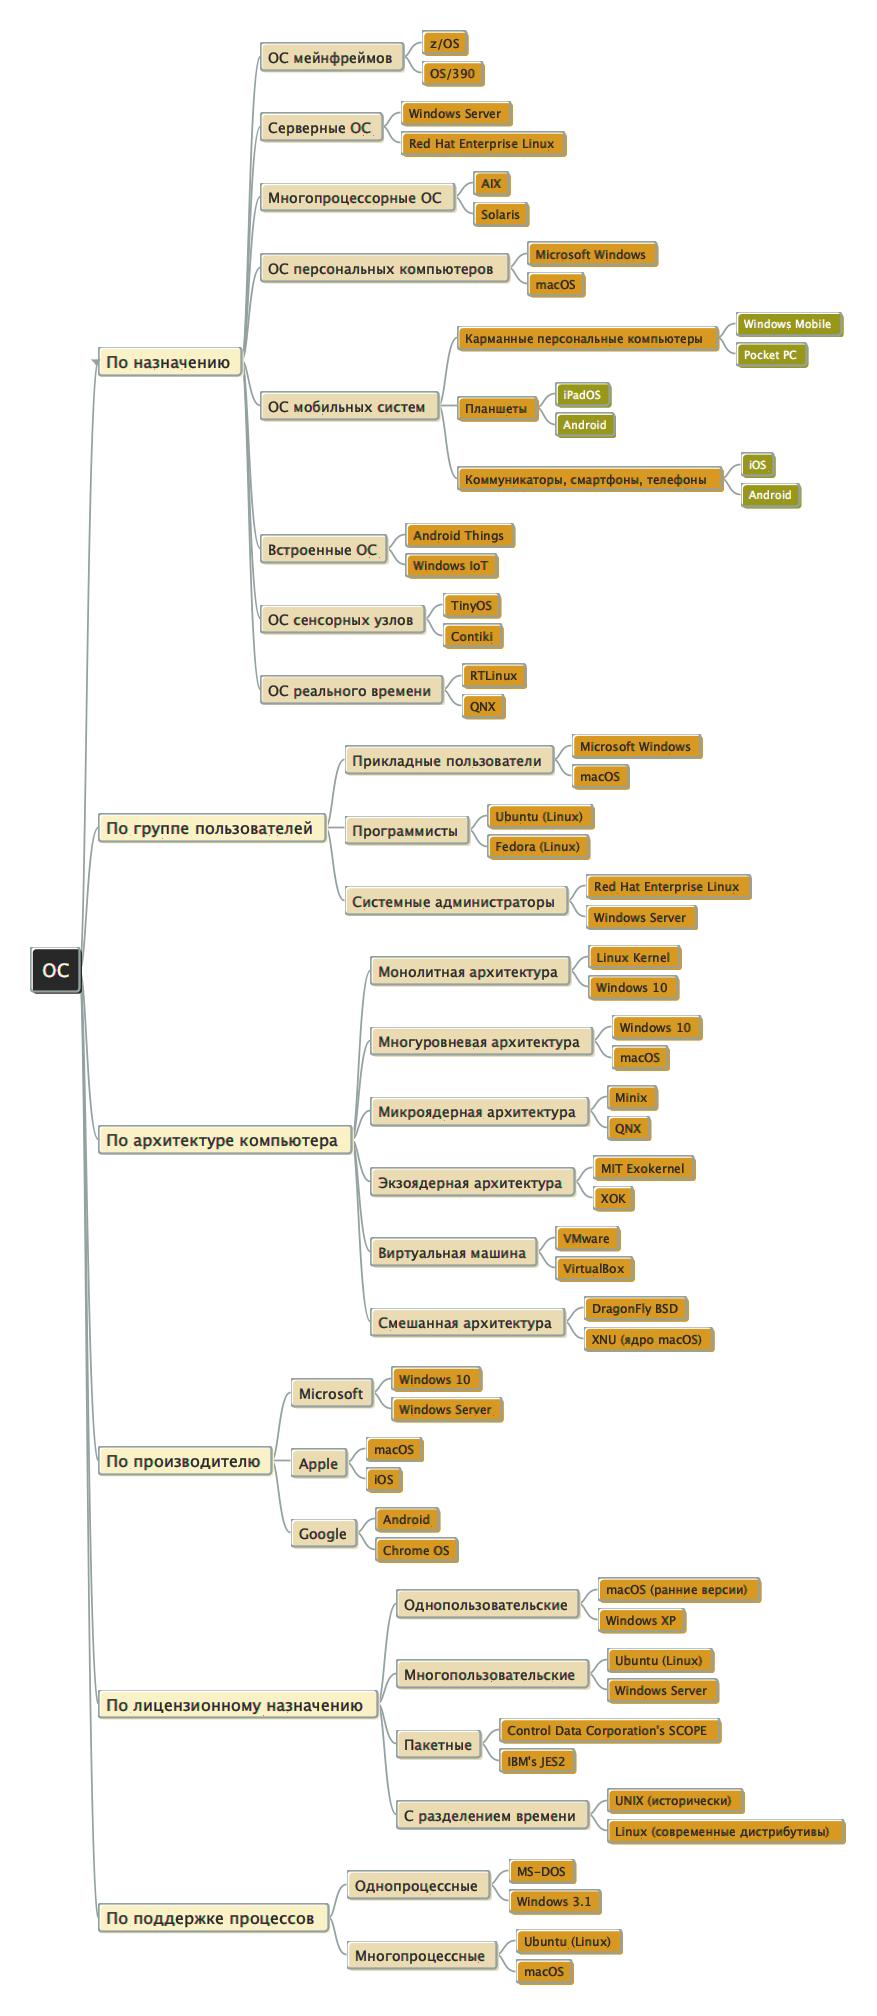 ОС
По назначению
ОС мейнфреймов
z/OS
OS/390
Серверные ОС
Windows Server
Red Hat Enterprise Linux
Многопроцессорные ОС
AIX
Solaris
ОС персональных компьютеров
Microsoft Windows
macOS
ОС мобильных систем
Карманные персональные компьютеры
Windows Mobile
Pocket PC
Планшеты
iPadOS
Android
Коммуникаторы, смартфоны, телефоны
iOS
Android
Встроенные ОС
Android Things
Windows IoT
ОС сенсорных узлов
TinyOS
Contiki
ОС реального времени
RTLinux
QNX
По группе пользователей
Прикладные пользователи
Microsoft Windows
macOS
Программисты
Ubuntu (Linux)
Fedora (Linux)
Системные администраторы
Red Hat Enterprise Linux
Windows Server
По архитектуре компьютера
Монолитная архитектура
Linux Kernel
Windows 10
Многуровневая архитектура
Windows 10
macOS
Микроядерная архитектура
Minix
QNX
Экзоядерная архитектура
MIT Exokernel
XOK
Виртуальная машина
VMware
VirtualBox
Смешанная архитектура
DragonFly BSD
XNU (ядро macOS)
По производителю
Microsoft
Windows 10
Windows Server
Apple
macOS
iOS
Google
Android
Chrome OS
По лицензионному назначению
Однопользовательские
macOS (ранние версии)
Windows XP
Многопользовательские
Ubuntu (Linux)
Windows Server
Пакетные
Control Data Corporation's SCOPE
IBM's JES2
С разделением времени
UNIX (исторически)
Linux (современные дистрибутивы)
По поддержке процессов
Однопроцессные
MS-DOS
Windows 3.1
Многопроцессные
Ubuntu (Linux)
macOS